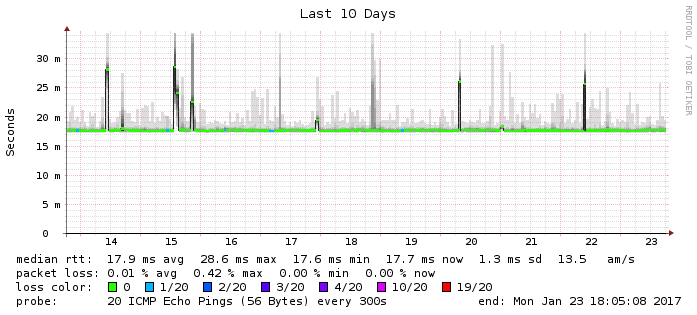 Last 10 Days
RRDTOOL / TOBI OETIKER
Seconds
30 m
25 m
20 m
15 m
10 m
5 m
0
14 15 16 17 18 19 20 21 22 23
median rtt: 17.9 ms avg 28.6 ms max 17.6 ms min 17.7 ms now 1.3 ms sd 13.5 am/s
packet loss: 0.01 % avg 0.42 % max 0.00 % min 0.00 % now
loss color: 0 1/20 2/20 3/20 4/20 10/20 19/20
probe: 20 ICMP Echo Pings (56 Bytes) every 300s end: Mon Jan 23 18:05:08 2017